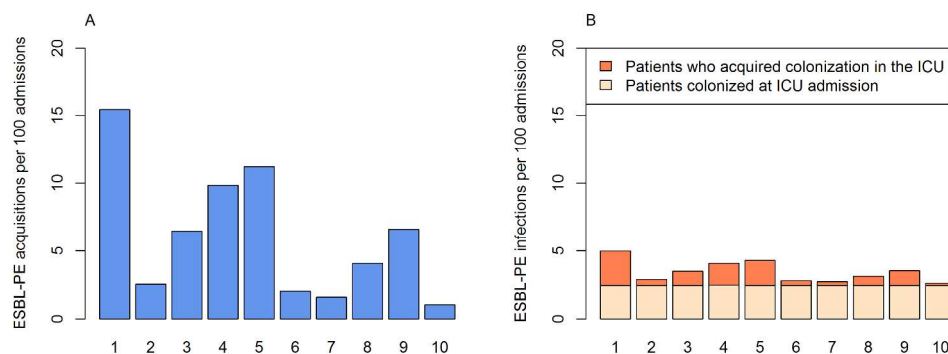 A
ESBL-PE acquisitions per 100 admissions
20
15
10
5
0
1 2 3 4 5 6 7 8 9 10
B
ESBL-PE infections per 100 admissions
20
15
10
5
0
Patients who acquired colonization in the ICU
Patients colonized at ICU admission
1 2 3 4 5 6 7 8 9 10